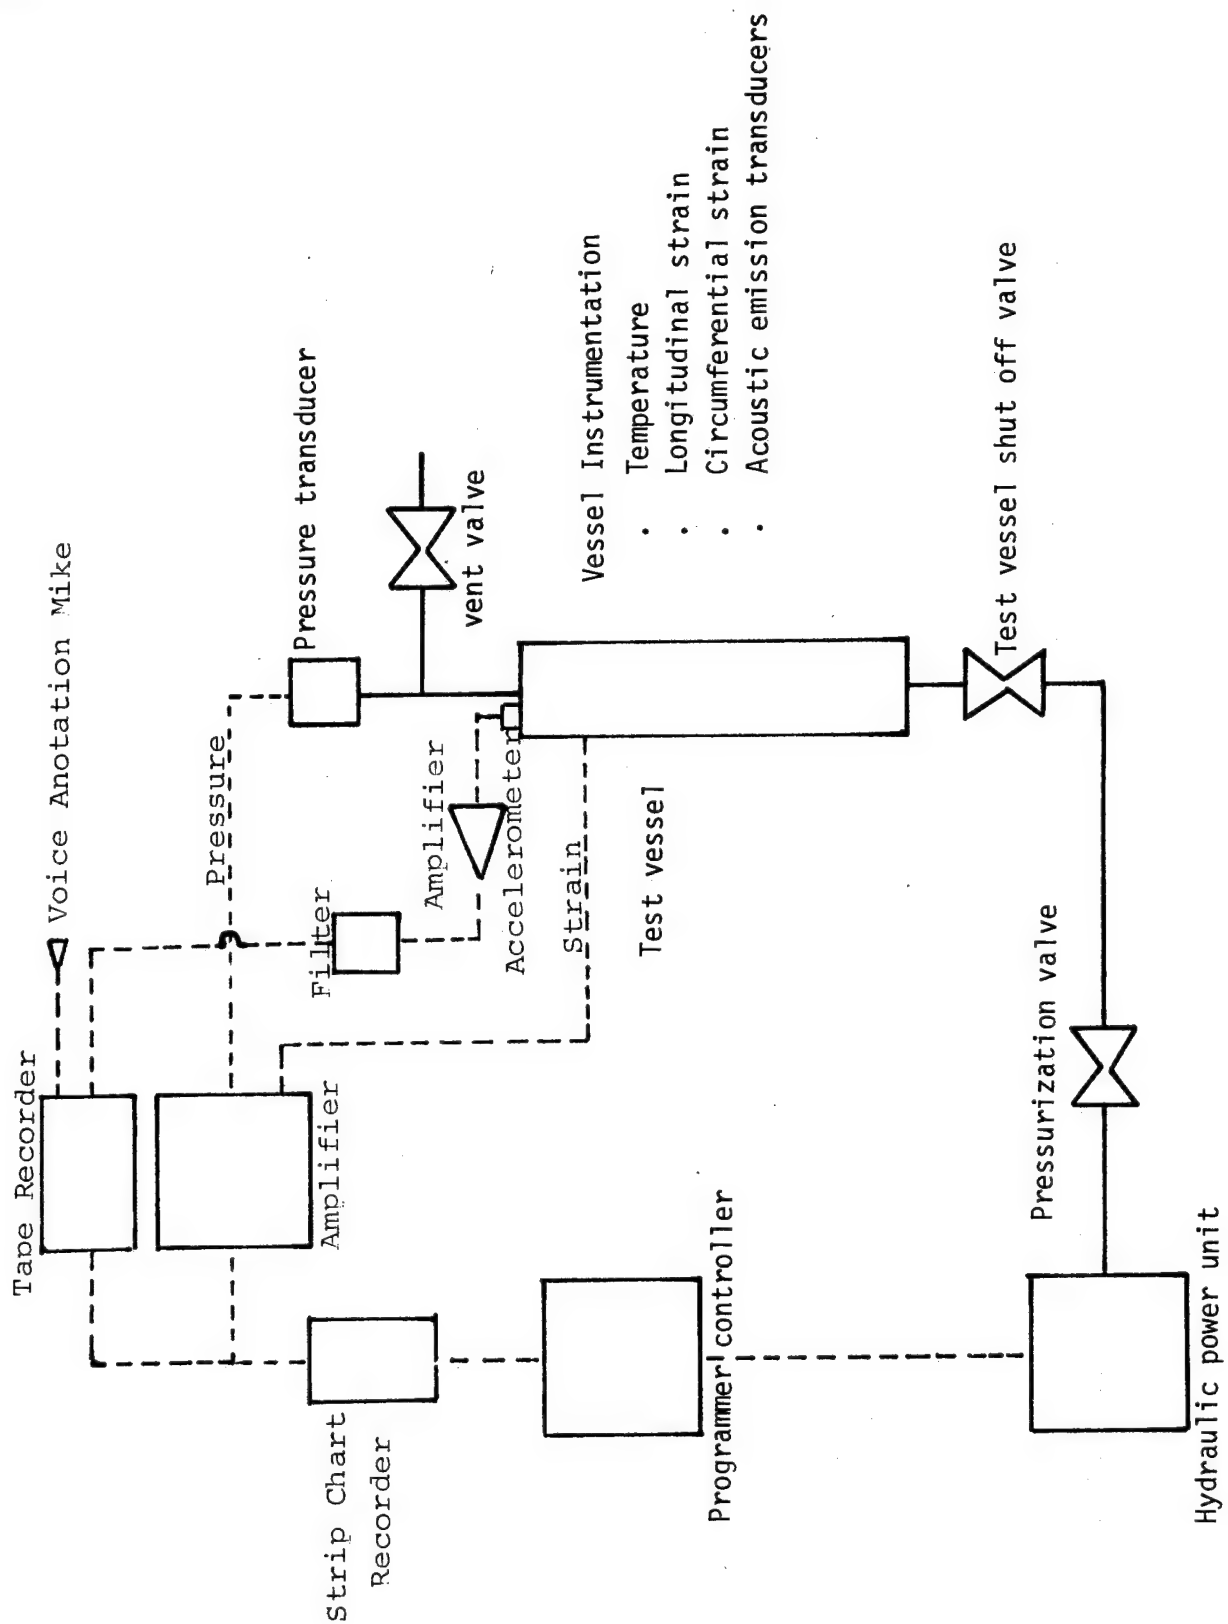 Tape Recorder
Voice Anotation Mike
Pressure
Pressure transducer
Amplifier
Filter
Amplifier
vent valve
Strip Chart
Recorder
Accelerometer
Strain
Vessel Instrumentation
. Temperature
. Longitudinal strain
. Circumferential strain
. Acoustic emission transducers
Test vessel
Programmer controller
Test vessel shut off valve
Pressurization valve
Hydraulic power unit